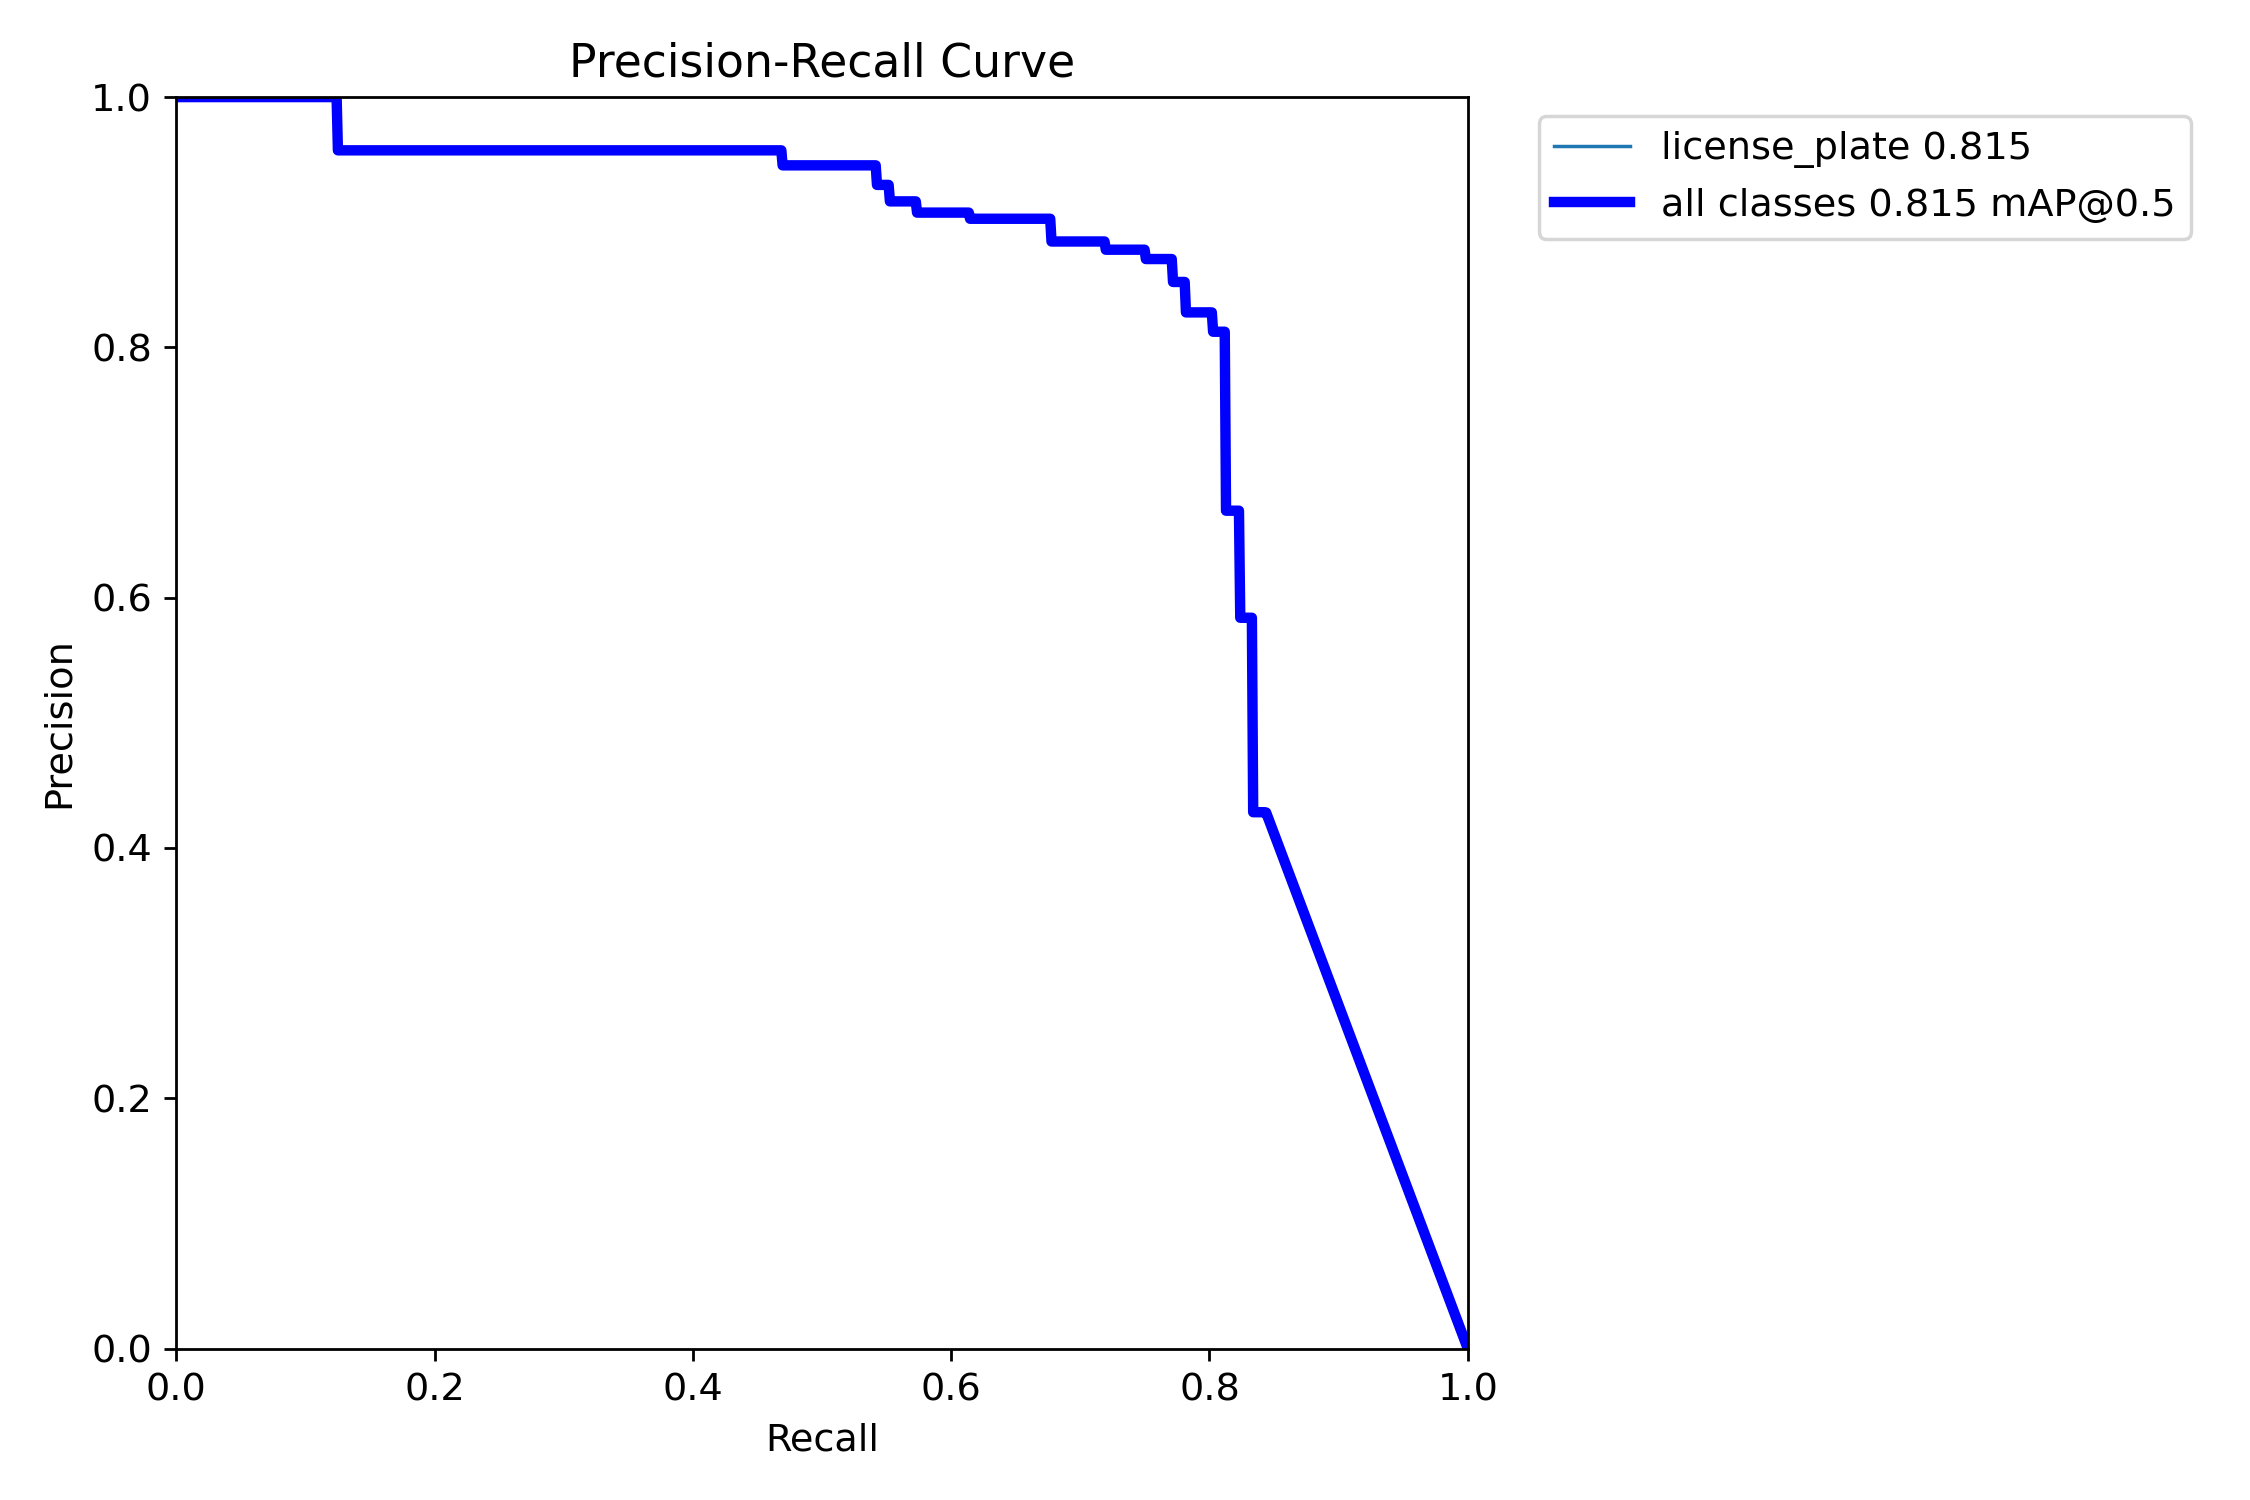 Precision-Recall Curve
1.0
0.8
0.6
0.4
0.2
0.0
Precision
0.0 0.2 0.4 0.6 0.8 1.0
Recall
license_plate 0.815
all classes 0.815 mAP@0.5